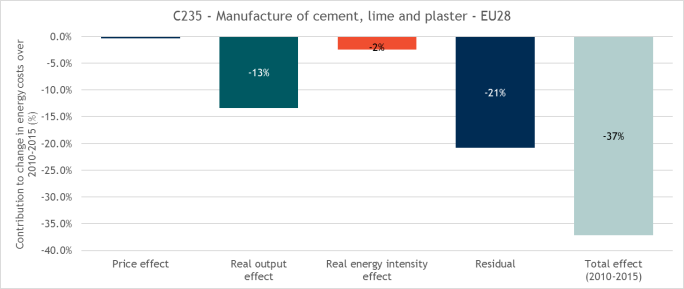 C235 - Manufacture of cement, lime and plaster - EU28
Contribution to change in energy costs over
2010-2015 (%)
0.0%
-5.0%
-10.0%
-15.0%
-20.0%
-25.0%
-30.0%
-35.0%
-40.0%
-13%
-2%
-21%
-37%
Price effect
Real output
effect
Real energy intensity
effect
Residual
Total effect
(2010-2015)